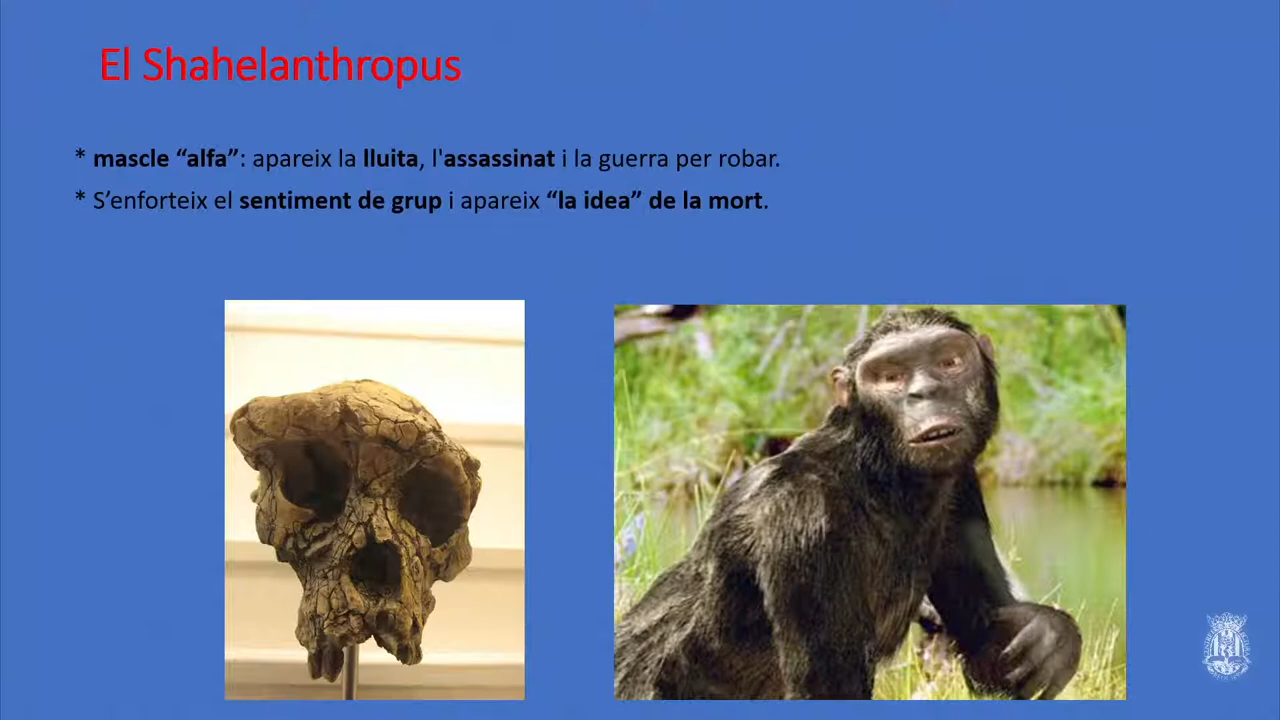 El Shahelanthropus
* mascle “alfa”: apareix la lluita, l'assassinat i la guerra per robar.
* S’enforteix el sentiment de grup i apareix “la idea” de la mort.